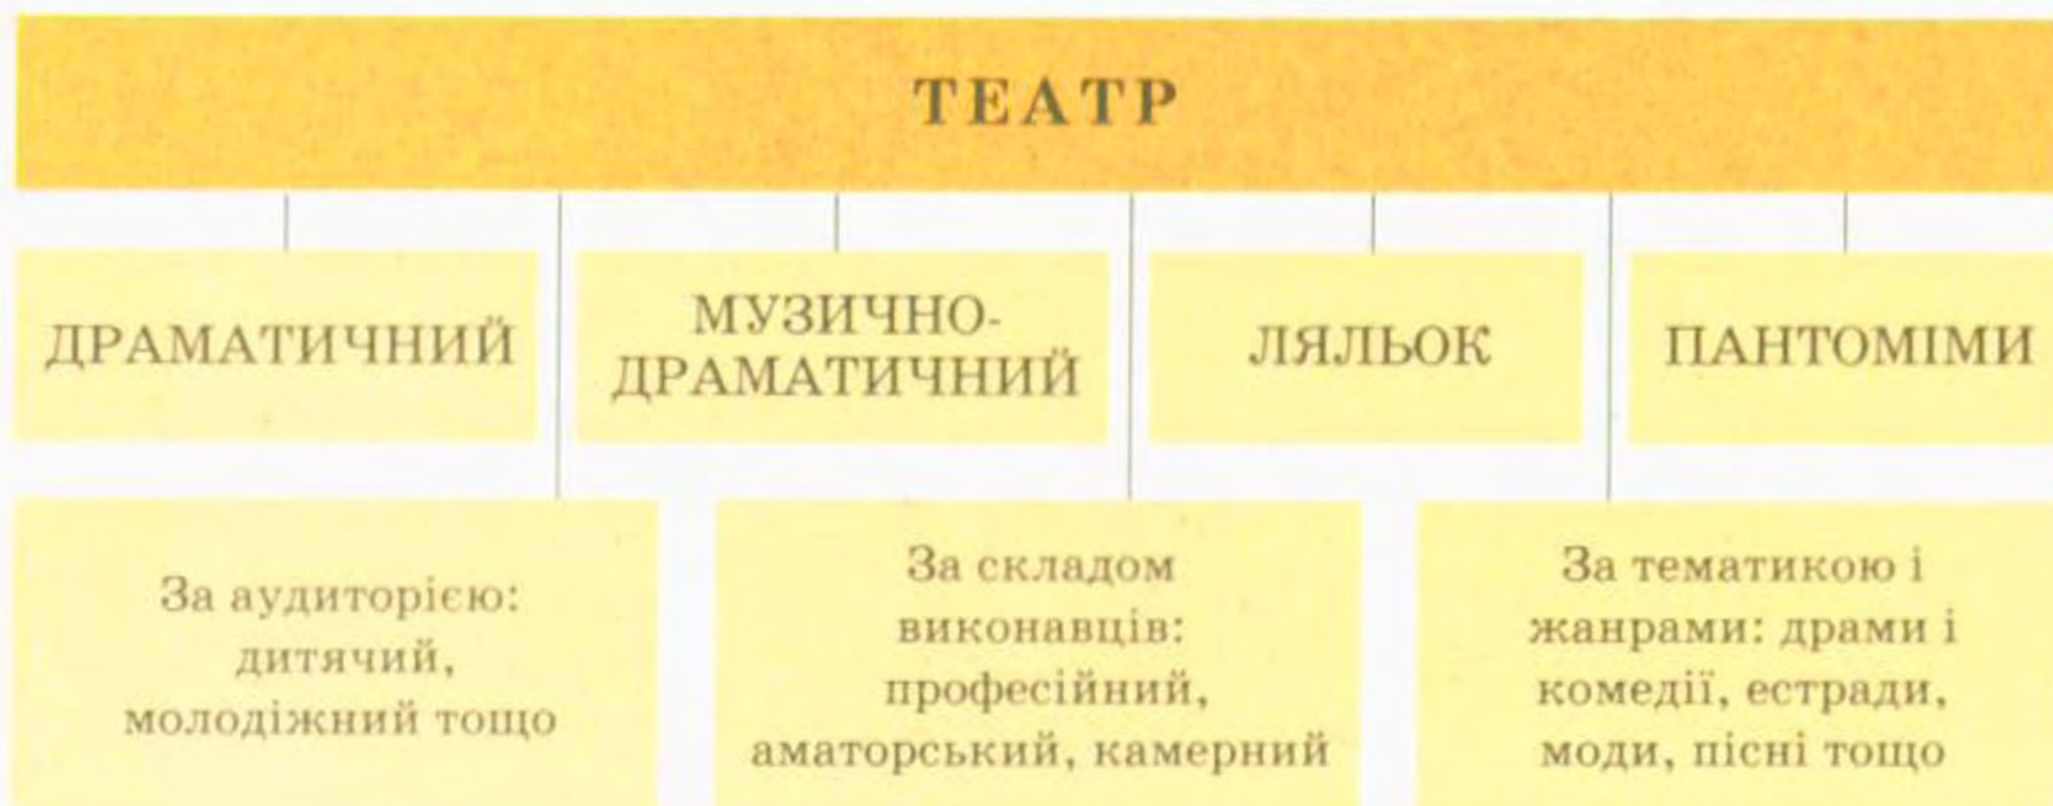 ТЕАТР
ДРАМАТИЧНИЙ
МУЗИЧНО-
ДРАМАТИЧНИЙ
ЛЯЛЬОК
ПАНТОМІМИ
За аудиторією:
дитячий,
молодіжний тощо
За складом
виконавців:
професійний,
аматорський, камерний
За тематикою і
жанрами: драми і
комедії, естради,
моди, пісні тощо